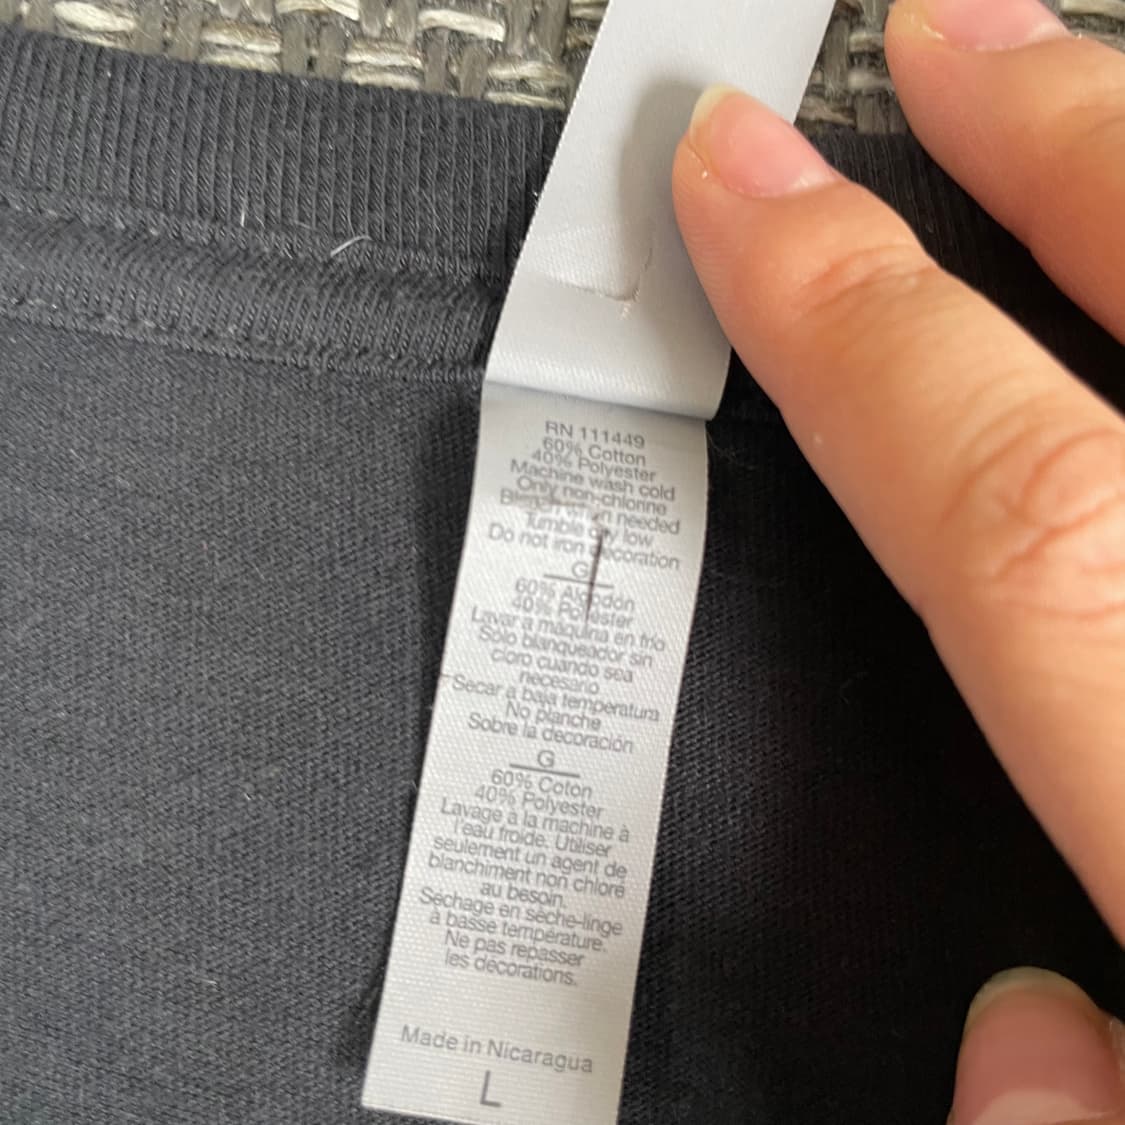 RN 111449
60% Cotton
40% Polyester
Machine wash cold
Only non-chlorine
Bleach when needed
Tumble dry low
Do not iron decoration
G
60% Algodón
40% Poliester
Lavar a máquina en frío
Solo blanqueador sin
cloro cuando sea
necesario
Secar a baja temperatura
No planche
Sobre la decoración
G
60% Coton
40% Polyester
Lavage à la machine à
l'eau froide. Utiliser
seulement un agent de
blanchiment non chloré
au besoin.
Séchage en sèche-linge
à basse température.
Ne pas repasser
les décorations.
Made in Nicaragua
L